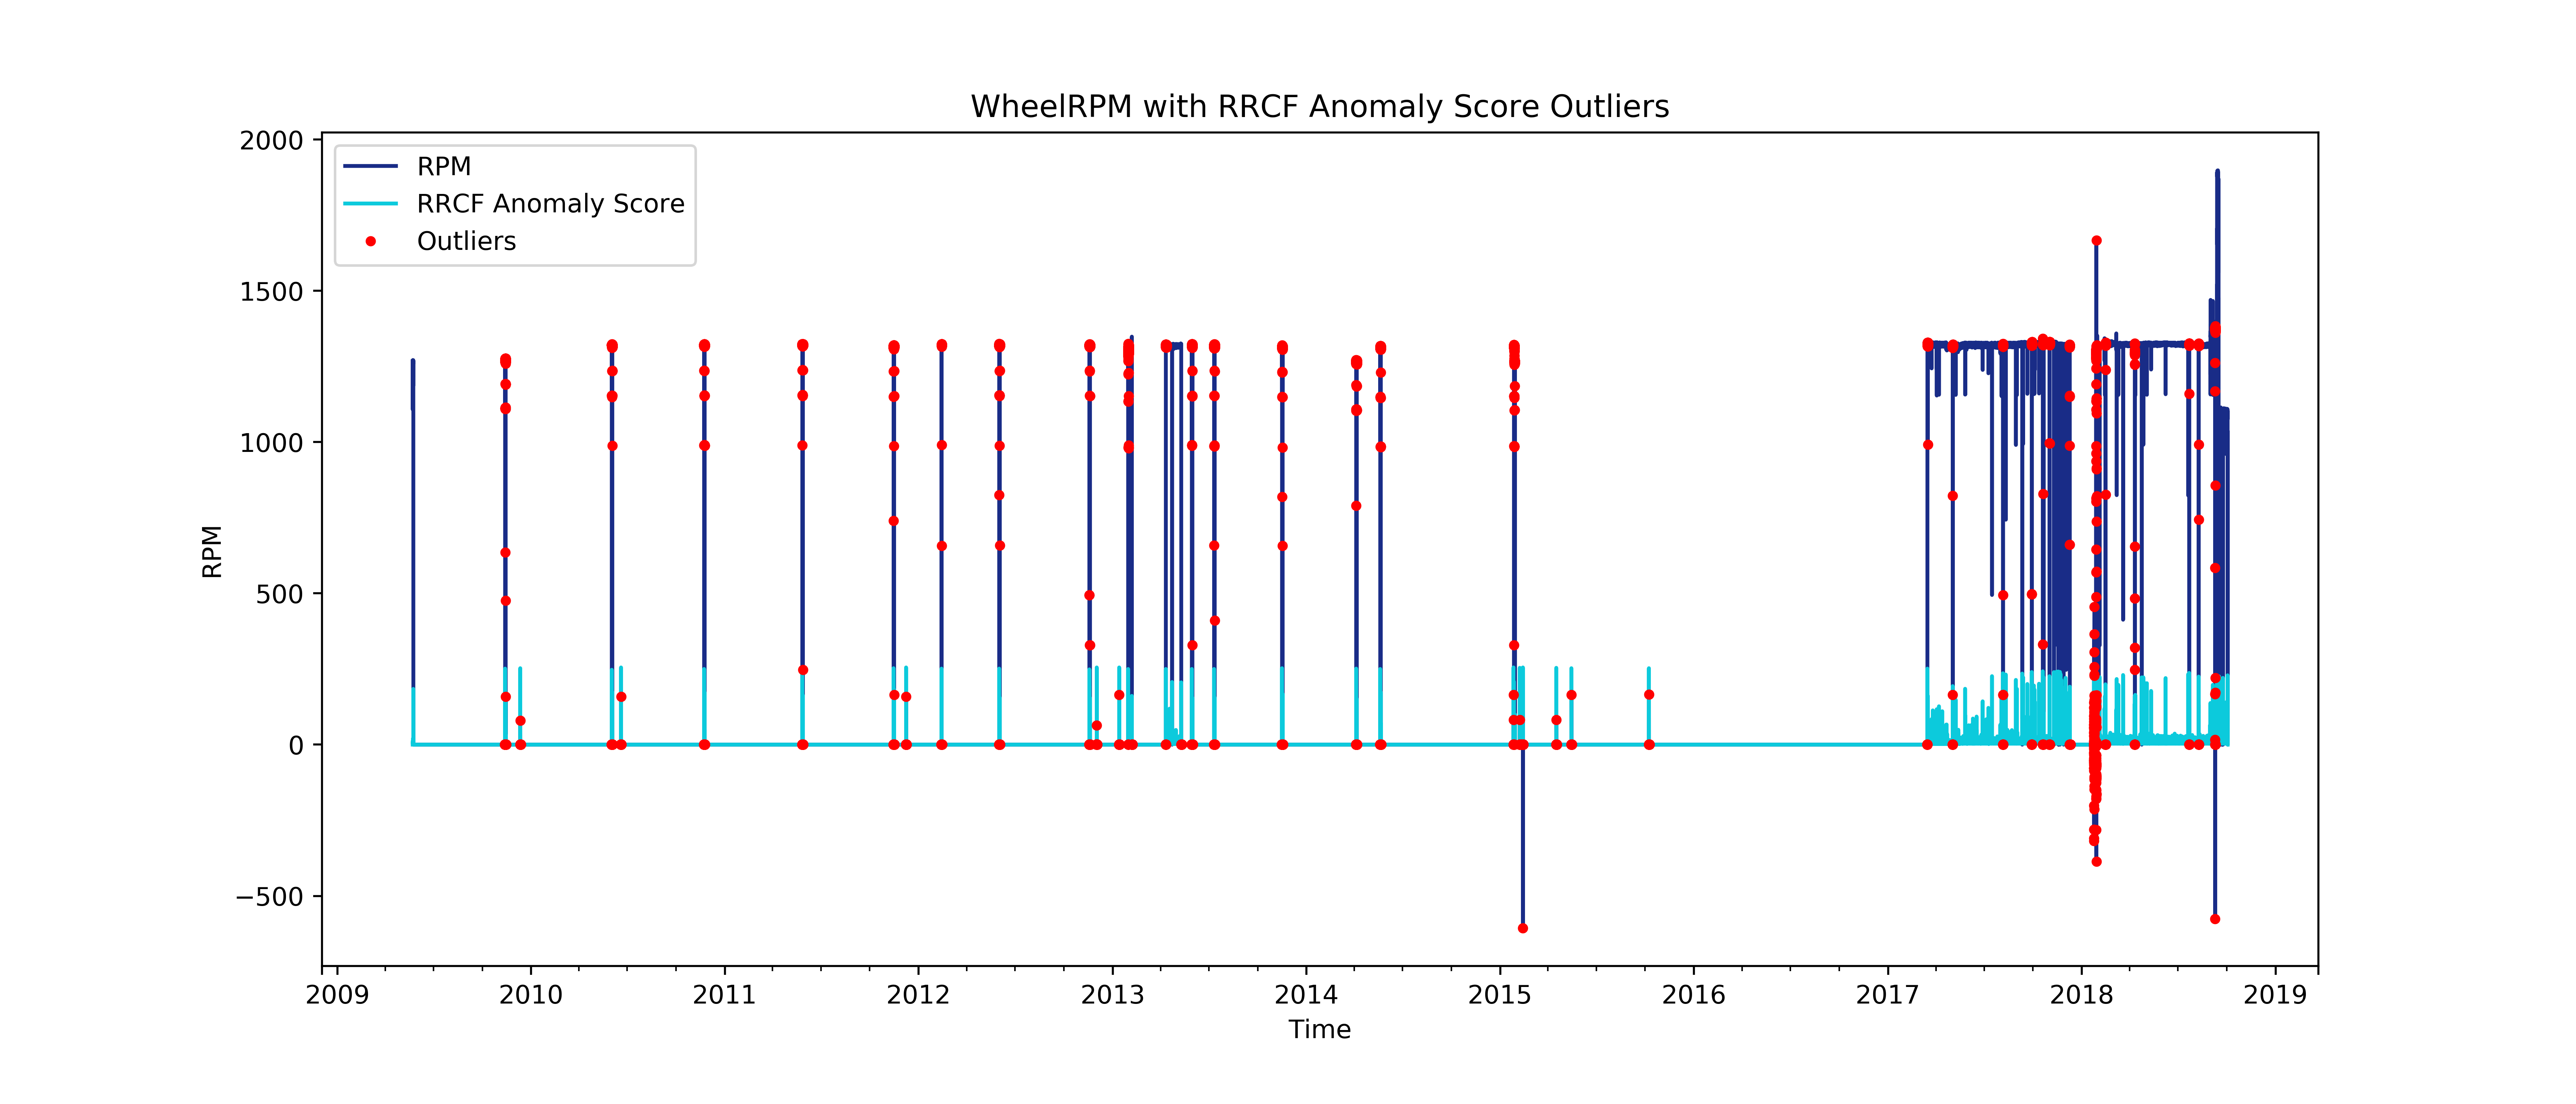 WheelRPM with RRCF Anomaly Score Outliers
2000
1500
1000
500
0
−500
RPM
RPM
RRCF Anomaly Score
Outliers
2009 2010 2011 2012 2013 2014 2015 2016 2017 2018 2019
Time